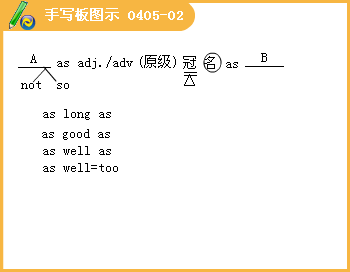 手写板图示 0405-02
A as adj./adv(原级) 冠 名 as B
not so
as long as
as good as
as well as
as well=too